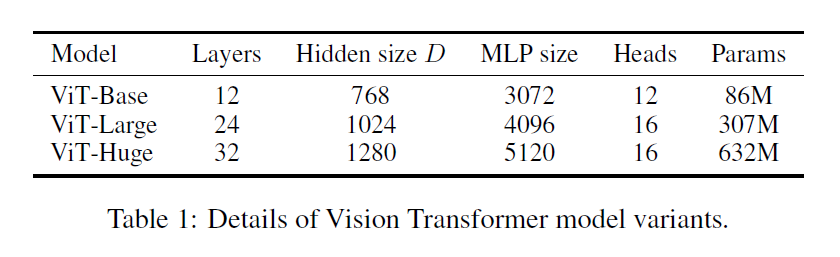 Model Layers Hidden size D MLP size Heads Params
ViT-Base 12 768 3072 12 86M
ViT-Large 24 1024 4096 16 307M
ViT-Huge 32 1280 5120 16 632M
Table 1: Details of Vision Transformer model variants.